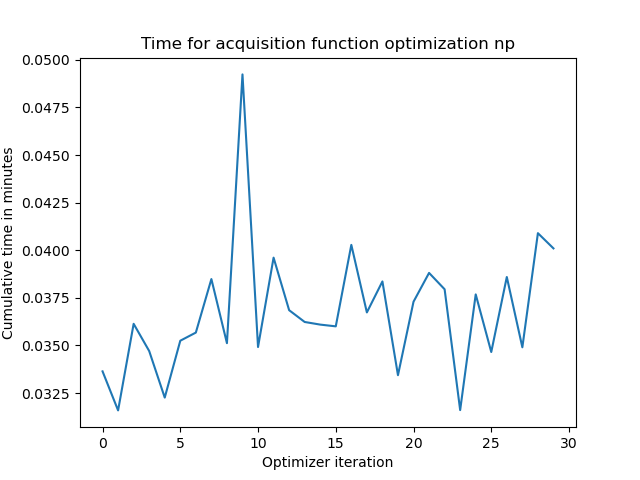 Time for acquisition function optimization np
Cumulative time in minutes
0.0500
0.0475
0.0450
0.0425
0.0400
0.0375
0.0350
0.0325
0 5 10 15 20 25 30
Optimizer iteration